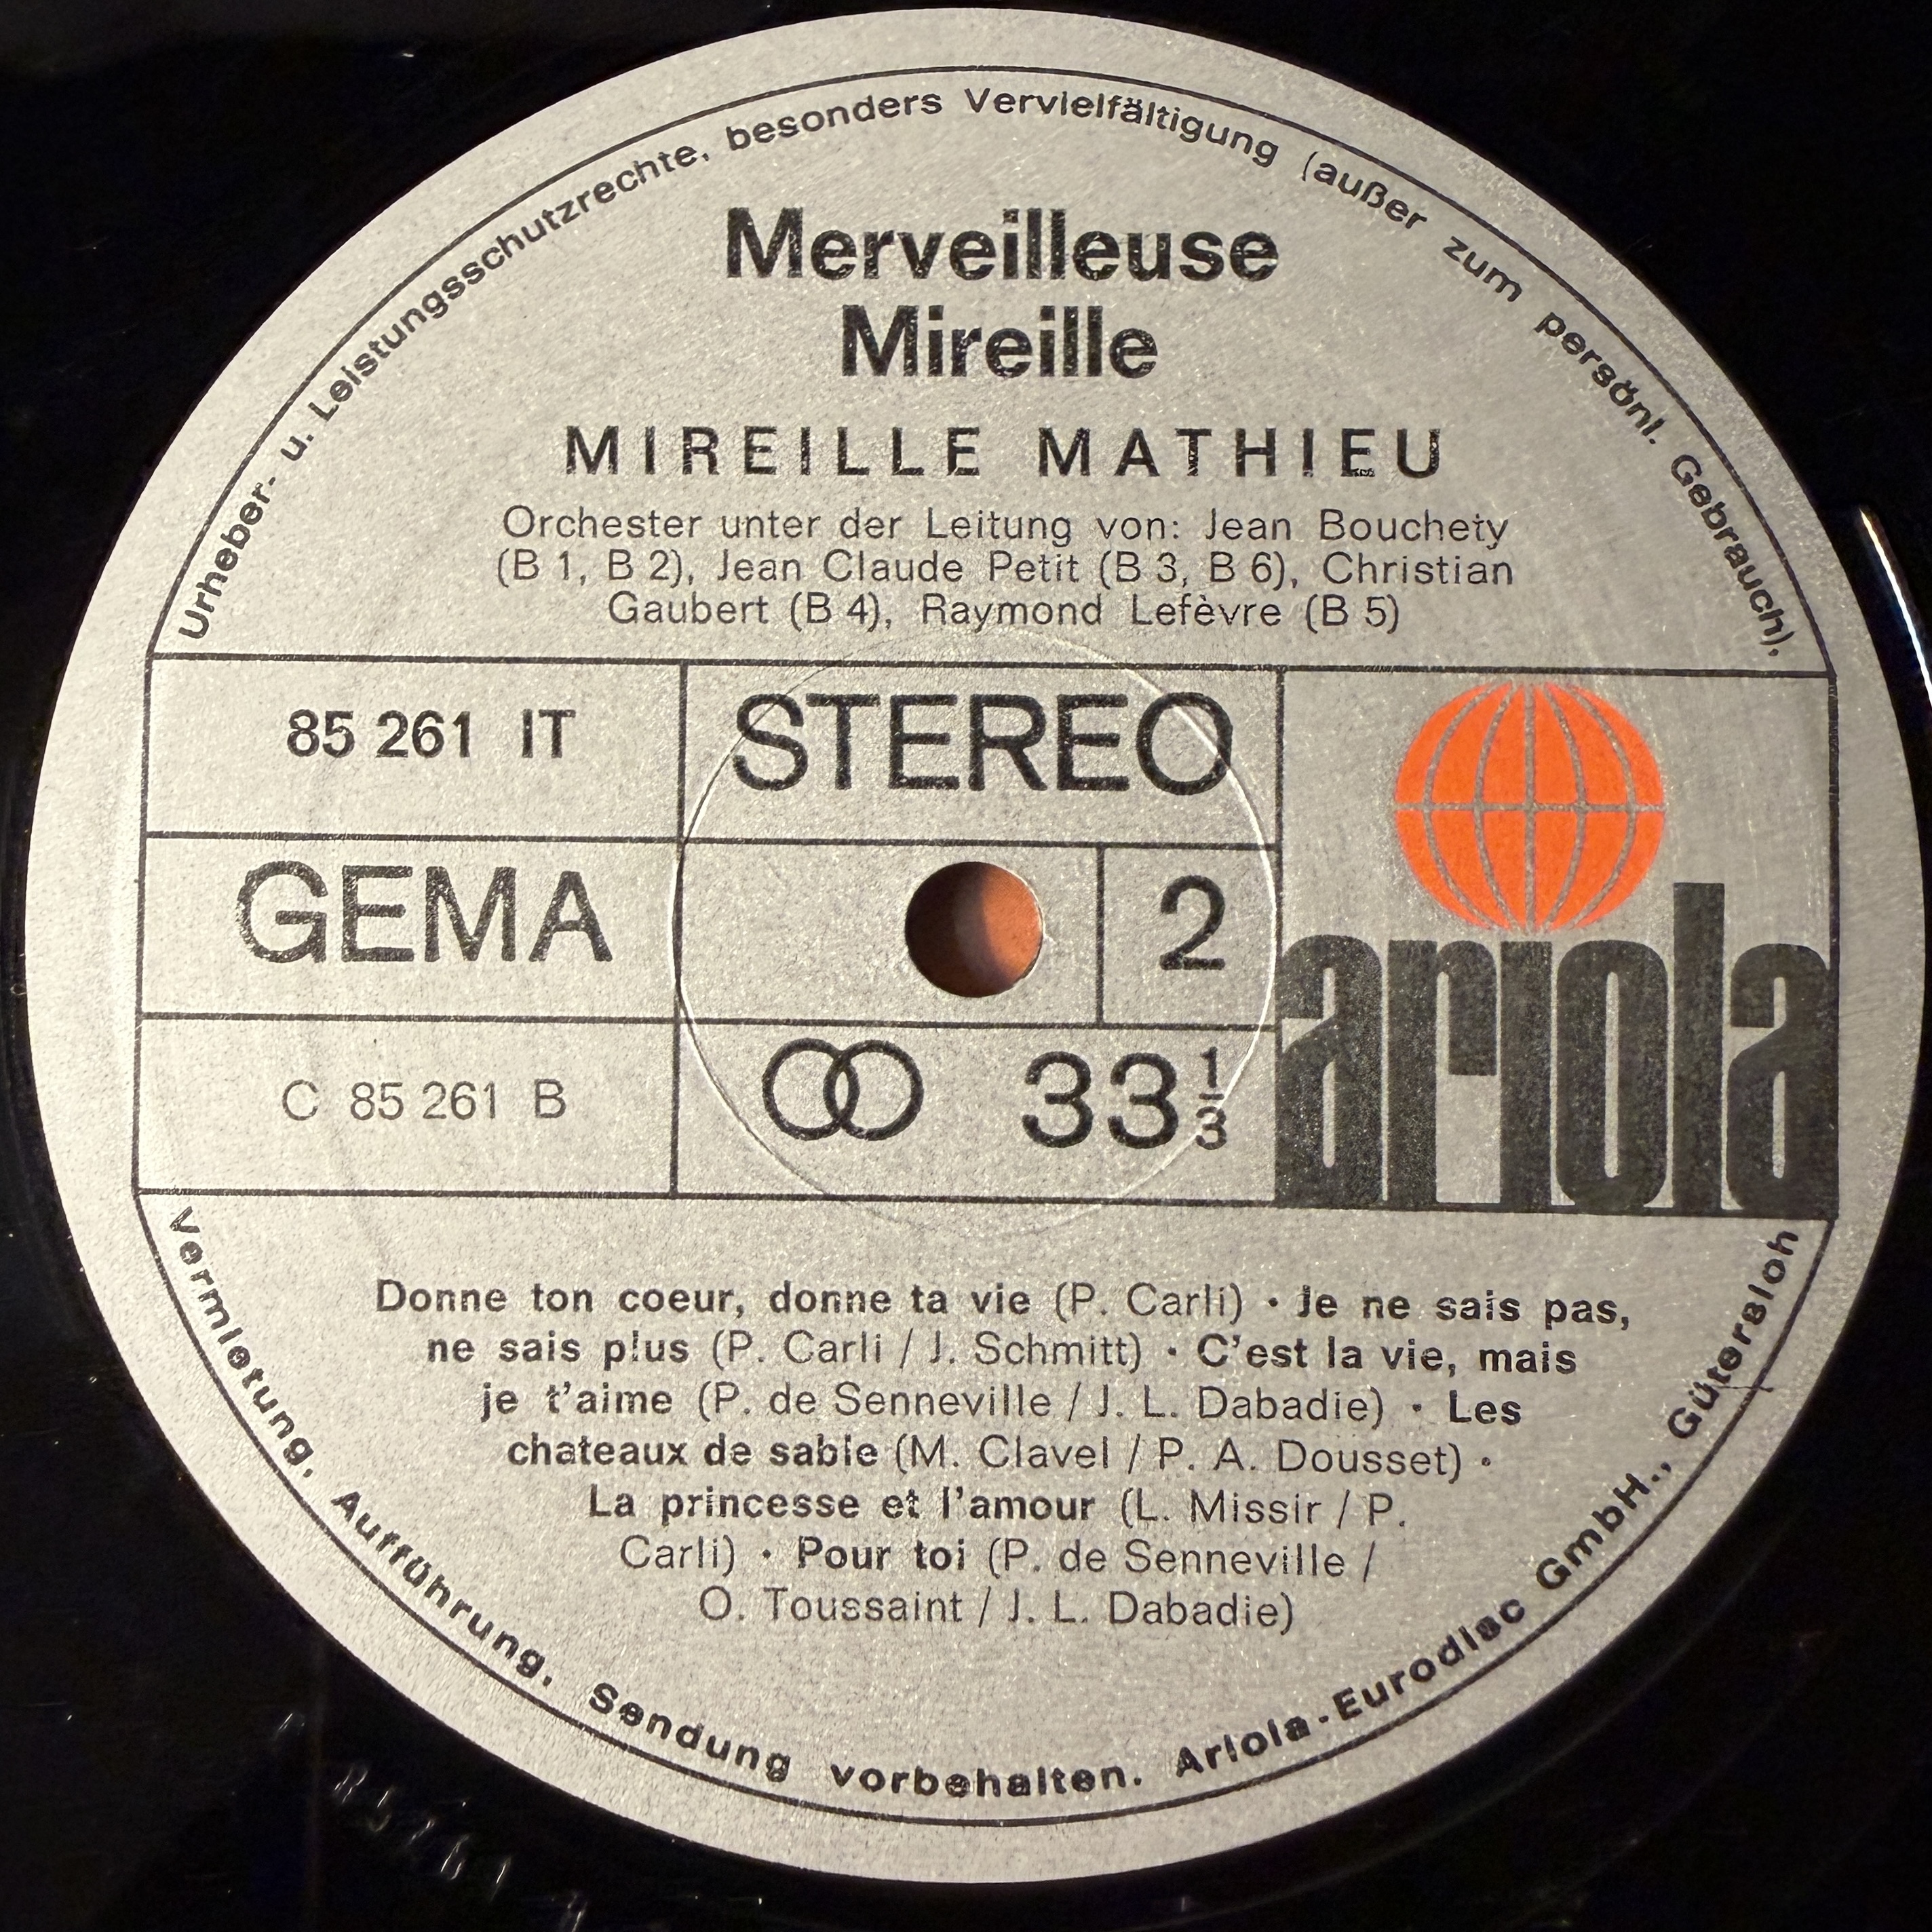 Urheber- u. Leistungsschutzrechte, besonders Vervielfältigung (außer zum persönl. Gebrauch),
Merveilleuse
Mireille
MIREILLE MATHIEU
Orchester unter der Leitung von: Jean Bouchety
(B 1, B 2), Jean Claude Petit (B 3, B 6), Christian
Gaubert (B 4), Raymond Lefèvre (B 5)
85 261 IT
STEREO
GEMA
2
C 85 261 B
33 1/3
ariola
Donne ton coeur, donne ta vie (P. Carli) · Je ne sais pas,
ne sais plus (P. Carli / J. Schmitt) · C'est la vie, mais
je t'aime (P. de Senneville / J. L. Dabadie) · Les
chateaux de sable (M. Clavel / P. A. Dousset) ·
La princesse et l'amour (L. Missir / P.
Carli) · Pour toi (P. de Senneville /
O. Toussaint / J. L. Dabadie)
Vermietung, Aufführung, Sendung vorbehalten. Ariola-Eurodisc GmbH., Gütersloh